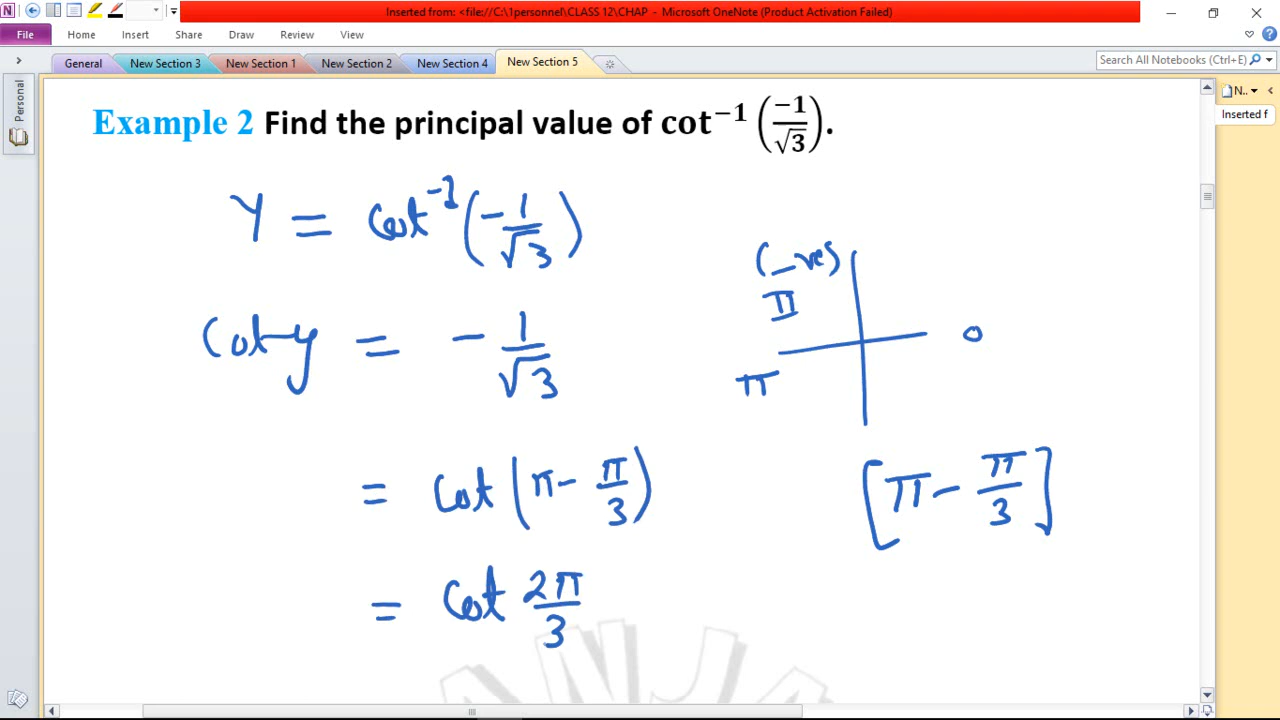 Inserted from: <file://C:\1personnel\CLASS 12\CHAP - Microsoft OneNote (Product Activation Failed)
File Home Insert Share Draw Review View
General New Section 3 New Section 1 New Section 2 New Section 4 New Section 5
Search All Notebooks (Ctrl+E)
Personal
N..
Inserted f
Example 2 Find the principal value of cot⁻¹ (−1/√3).
Y = cot⁻¹(−1/√3)
(−ve)
II
0
Cot y = −1/√3
π
= cot(π − π/3)
[π − π/3]
= cot 2π/3
ANJA